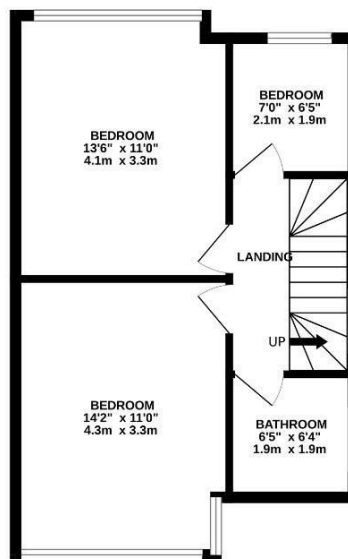 BEDROOM
13'6" x 11'0"
4.1m x 3.3m
BEDROOM
7'0" x 6'5"
2.1m x 1.9m
LANDING
UP
BEDROOM
14'2" x 11'0"
4.3m x 3.3m
BATHROOM
6'5" x 6'4"
1.9m x 1.9m